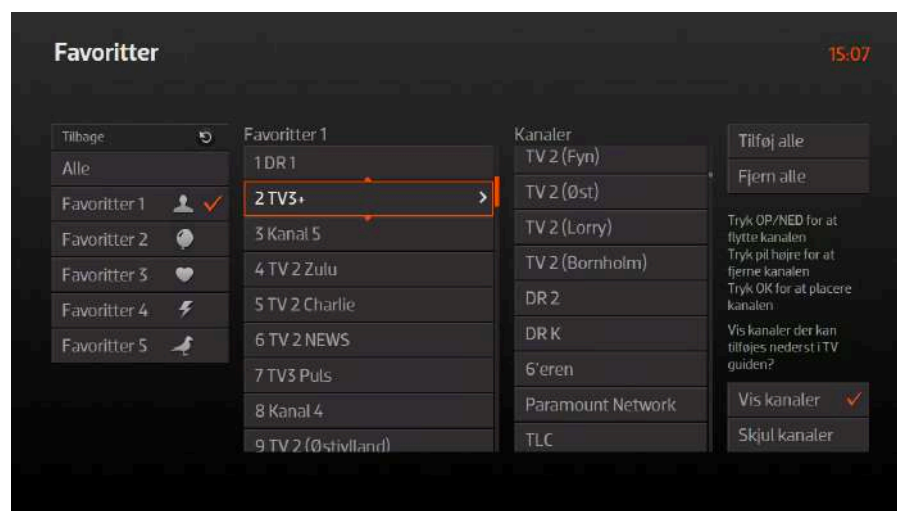 Favoritter
15:07
Tilbage
Alle
Favoritter 1
Favoritter 2
Favoritter 3
Favoritter 4
Favoritter 5
Favoritter 1
1 DR 1
2 TV3+
3 Kanal 5
4 TV 2 Zulu
5 TV 2 Charlie
6 TV 2 NEWS
7 TV3 Puls
8 Kanal 4
9 TV 2 (Østjylland)
Kanaler
TV 2 (Fyn)
TV 2 (Øst)
TV 2 (Lorry)
TV 2 (Bornholm)
DR 2
DR K
6'eren
Paramount Network
TLC
Tilføj alle
Fjern alle
Tryk OP/NED for at
flytte kanalen
Tryk pil højre for at
fjerne kanalen
Tryk OK for at placere
kanalen
Vis kanaler der kan
tilføjes nederst i TV
guiden?
Vis kanaler
Skjul kanaler